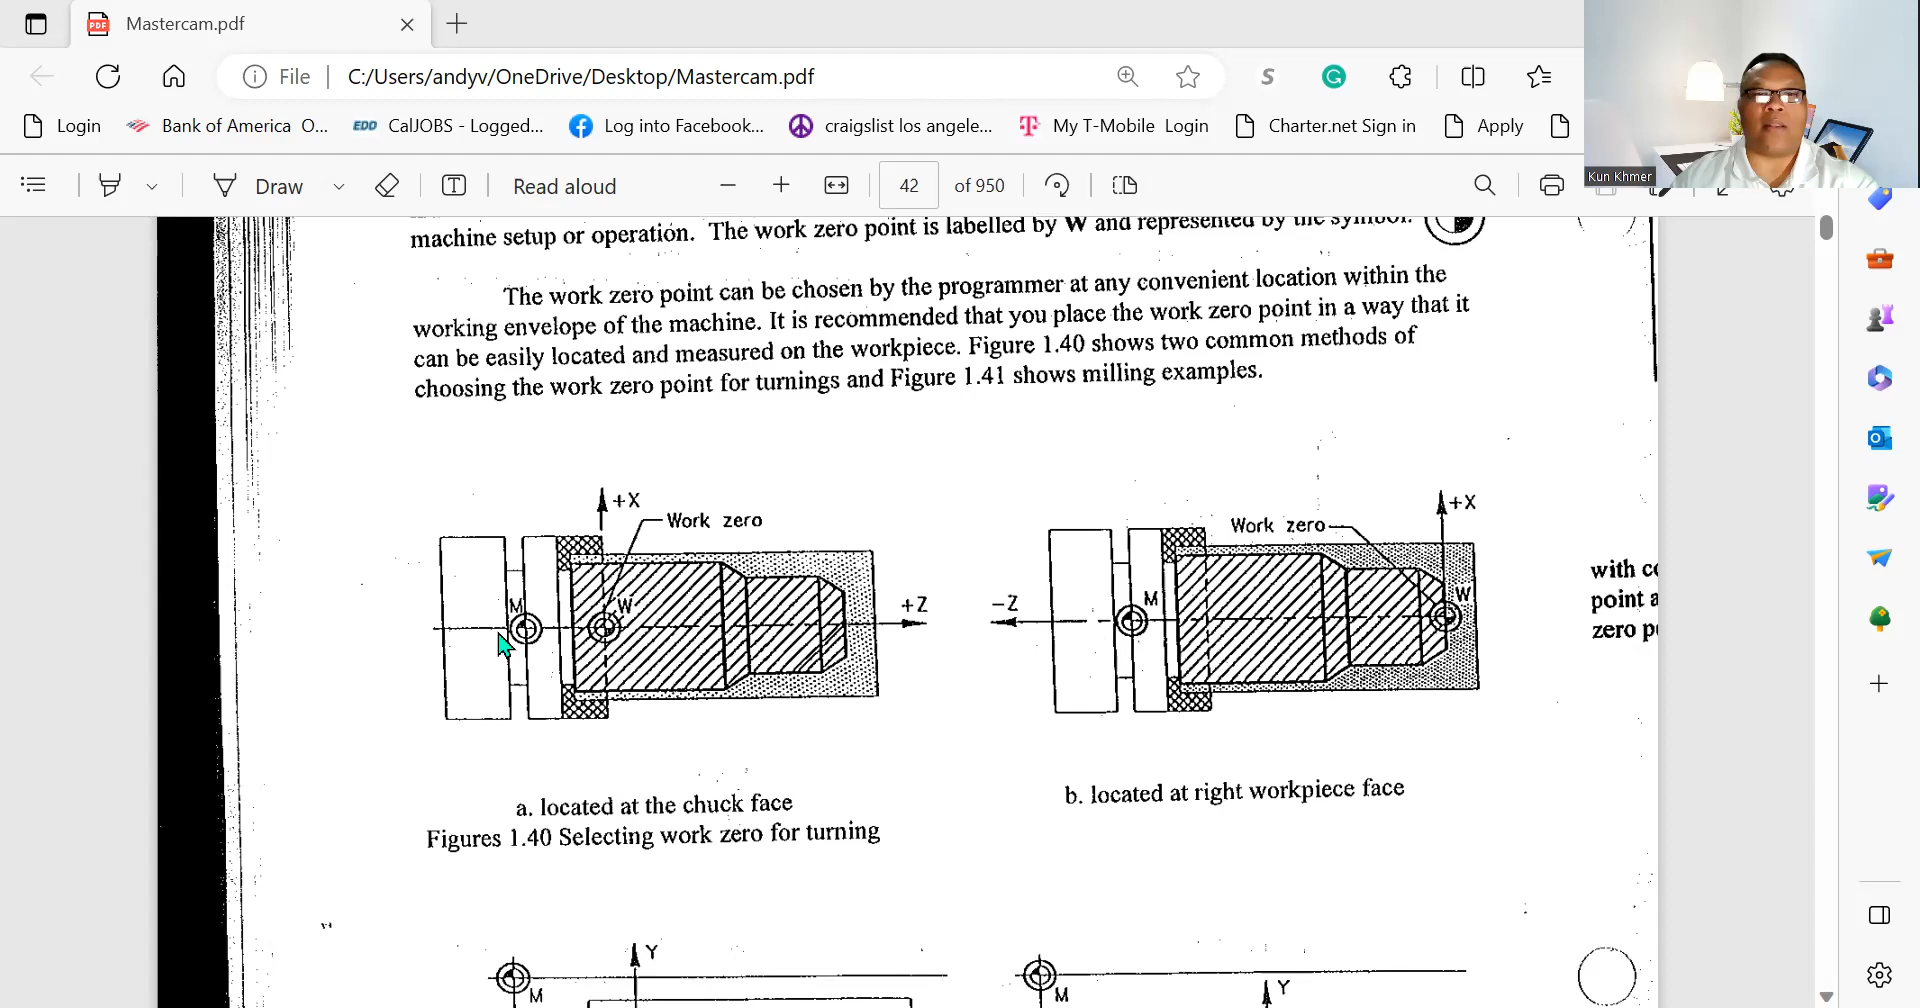 Mastercam.pdf
File
C:/Users/andyv/OneDrive/Desktop/Mastercam.pdf
Login
Bank of America O...
EDD
CalJOBS - Logged...
Log into Facebook...
craigslist los angele...
My T-Mobile Login
Charter.net Sign in
Apply
Draw
Read aloud
42
of 950
Kun Khmer
machine setup or operation. The work zero point is labelled by W and represented by the symbol.
The work zero point can be chosen by the programmer at any convenient location within the
working envelope of the machine. It is recommended that you place the work zero point in a way that it
can be easily located and measured on the workpiece. Figure 1.40 shows two common methods of
choosing the work zero point for turnings and Figure 1.41 shows milling examples.
+X
Work zero
M
W
+Z
+X
Work zero
-Z
M
W
with
point
zero
a. located at the chuck face
Figures 1.40 Selecting work zero for turning
b. located at right workpiece face
Y
M
Y
M